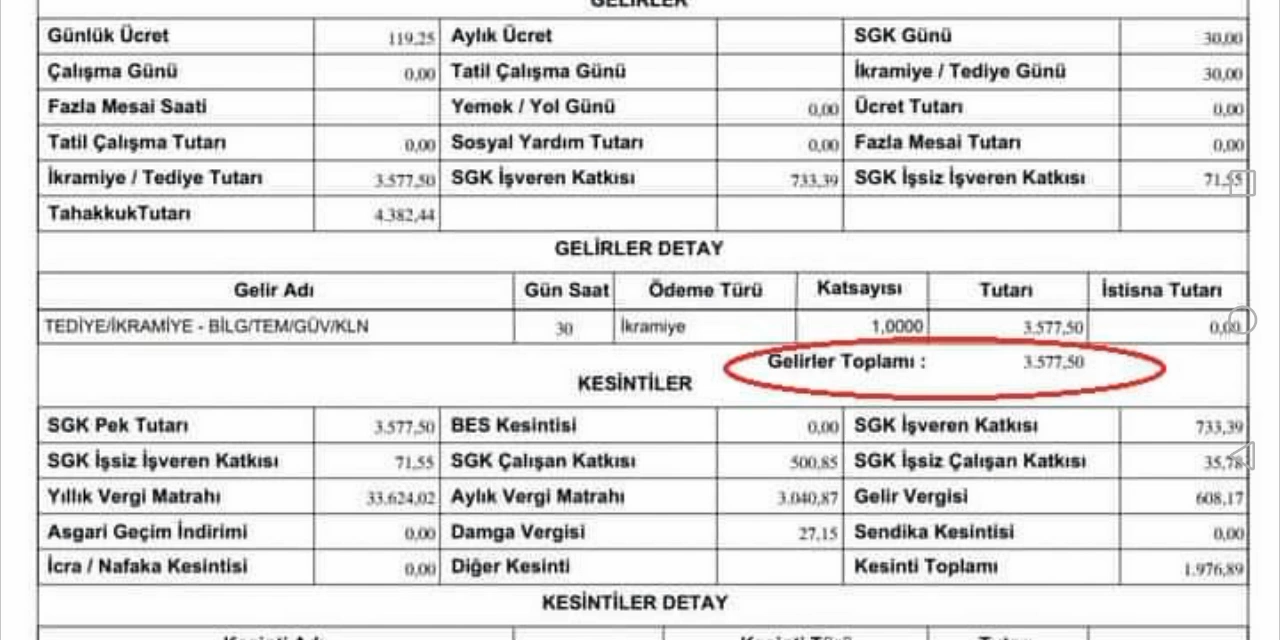 GELİRLER
Günlük Ücret 119,25 Aylık Ücret SGK Günü 30,00
Çalışma Günü 0,00 Tatil Çalışma Günü İkramiye / Tediye Günü 30,00
Fazla Mesai Saati Yemek / Yol Günü 0,00 Ücret Tutarı 0,00
Tatil Çalışma Tutarı 0,00 Sosyal Yardım Tutarı 0,00 Fazla Mesai Tutarı 0,00
İkramiye / Tediye Tutarı 3.577,50 SGK İşveren Katkısı 733,39 SGK İşsiz İşveren Katkısı 71,55
TahakkukTutarı 4.382,44
GELİRLER DETAY
Gelir Adı Gün Saat Ödeme Türü Katsayısı Tutarı İstisna Tutarı
TEDİYE/İKRAMİYE - BİLG/TEM/GÜV/KLN 30 İkramiye 1,0000 3.577,50 0,00
Gelirler Toplamı : 3.577,50
KESİNTİLER
SGK Pek Tutarı 3.577,50 BES Kesintisi 0,00 SGK İşveren Katkısı 733,39
SGK İşsiz İşveren Katkısı 71,55 SGK Çalışan Katkısı 500,85 SGK İşsiz Çalışan Katkısı 35,78
Yıllık Vergi Matrahı 33.624,02 Aylık Vergi Matrahı 3.040,87 Gelir Vergisi 608,17
Asgari Geçim İndirimi 0,00 Damga Vergisi 27,15 Sendika Kesintisi 0,00
İcra / Nafaka Kesintisi 0,00 Diğer Kesinti Kesinti Toplamı 1.976,89
KESİNTİLER DETAY
Kesinti Adı Kesinti Türü Tutarı